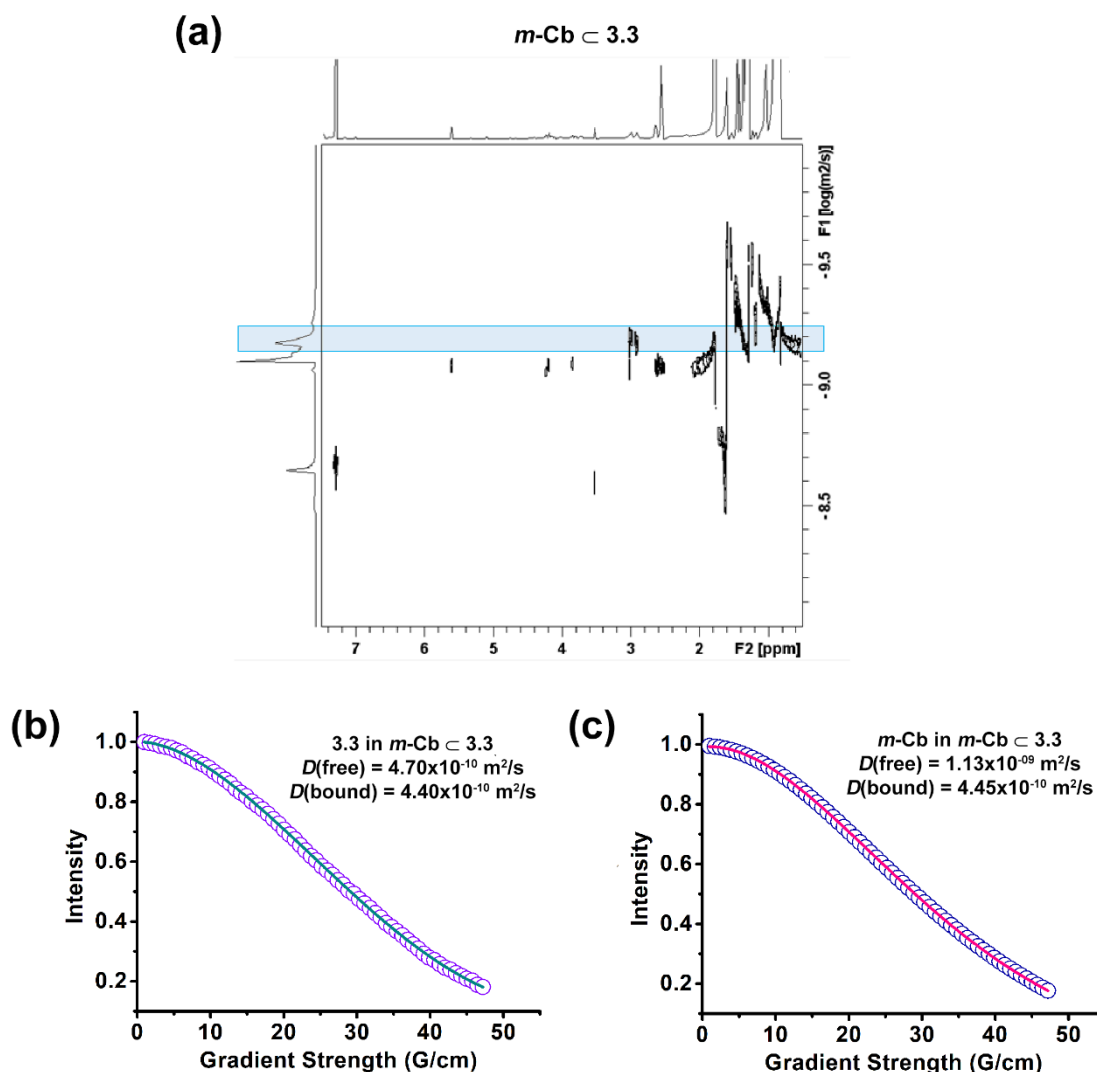 (a)
m-Cb ⊂ 3.3
F1 [log(m2/s)]
-9.5
-9.0
-8.5
7 6 5 4 3 2 F2 [ppm]
(b)
3.3 in m-Cb ⊂ 3.3
D(free) = 4.70x10⁻¹⁰ m²/s
D(bound) = 4.40x10⁻¹⁰ m²/s
Intensity
1.0
0.8
0.6
0.4
0.2
0 10 20 30 40 50
Gradient Strength (G/cm)
(c)
m-Cb in m-Cb ⊂ 3.3
D(free) = 1.13x10⁻⁰⁹ m²/s
D(bound) = 4.45x10⁻¹⁰ m²/s
Intensity
1.0
0.8
0.6
0.4
0.2
0 10 20 30 40 50
Gradient Strength (G/cm)